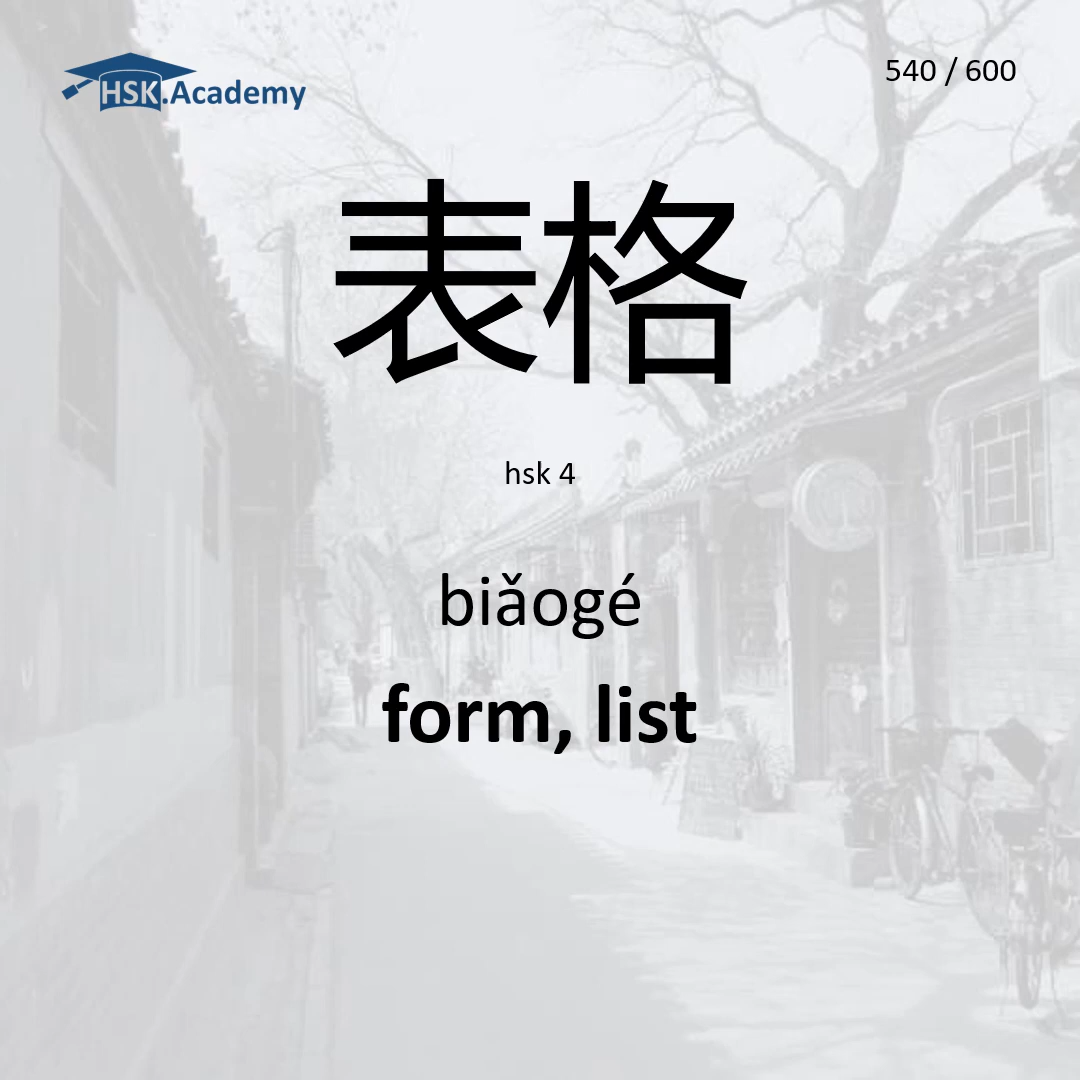 HSK.Academy
540 / 600
表格
hsk 4
biǎogé
form, list